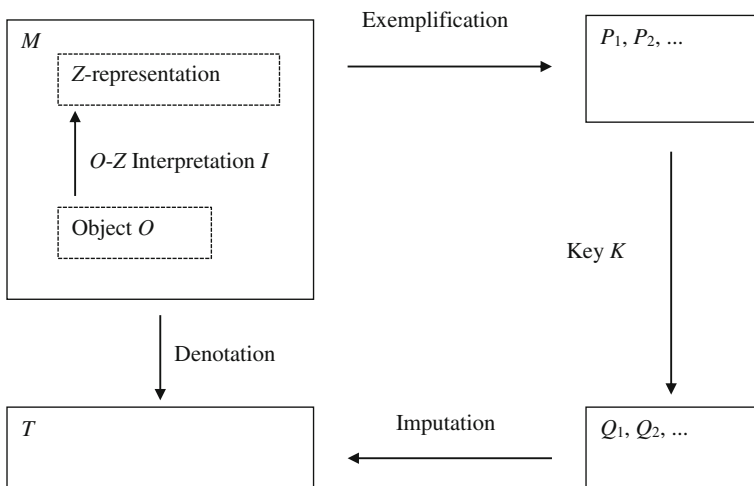 Exemplification
M
P₁, P₂, ...
Z-representation
O-Z Interpretation I
Object O
Key K
Denotation
Imputation
T
Q₁, Q₂, ...